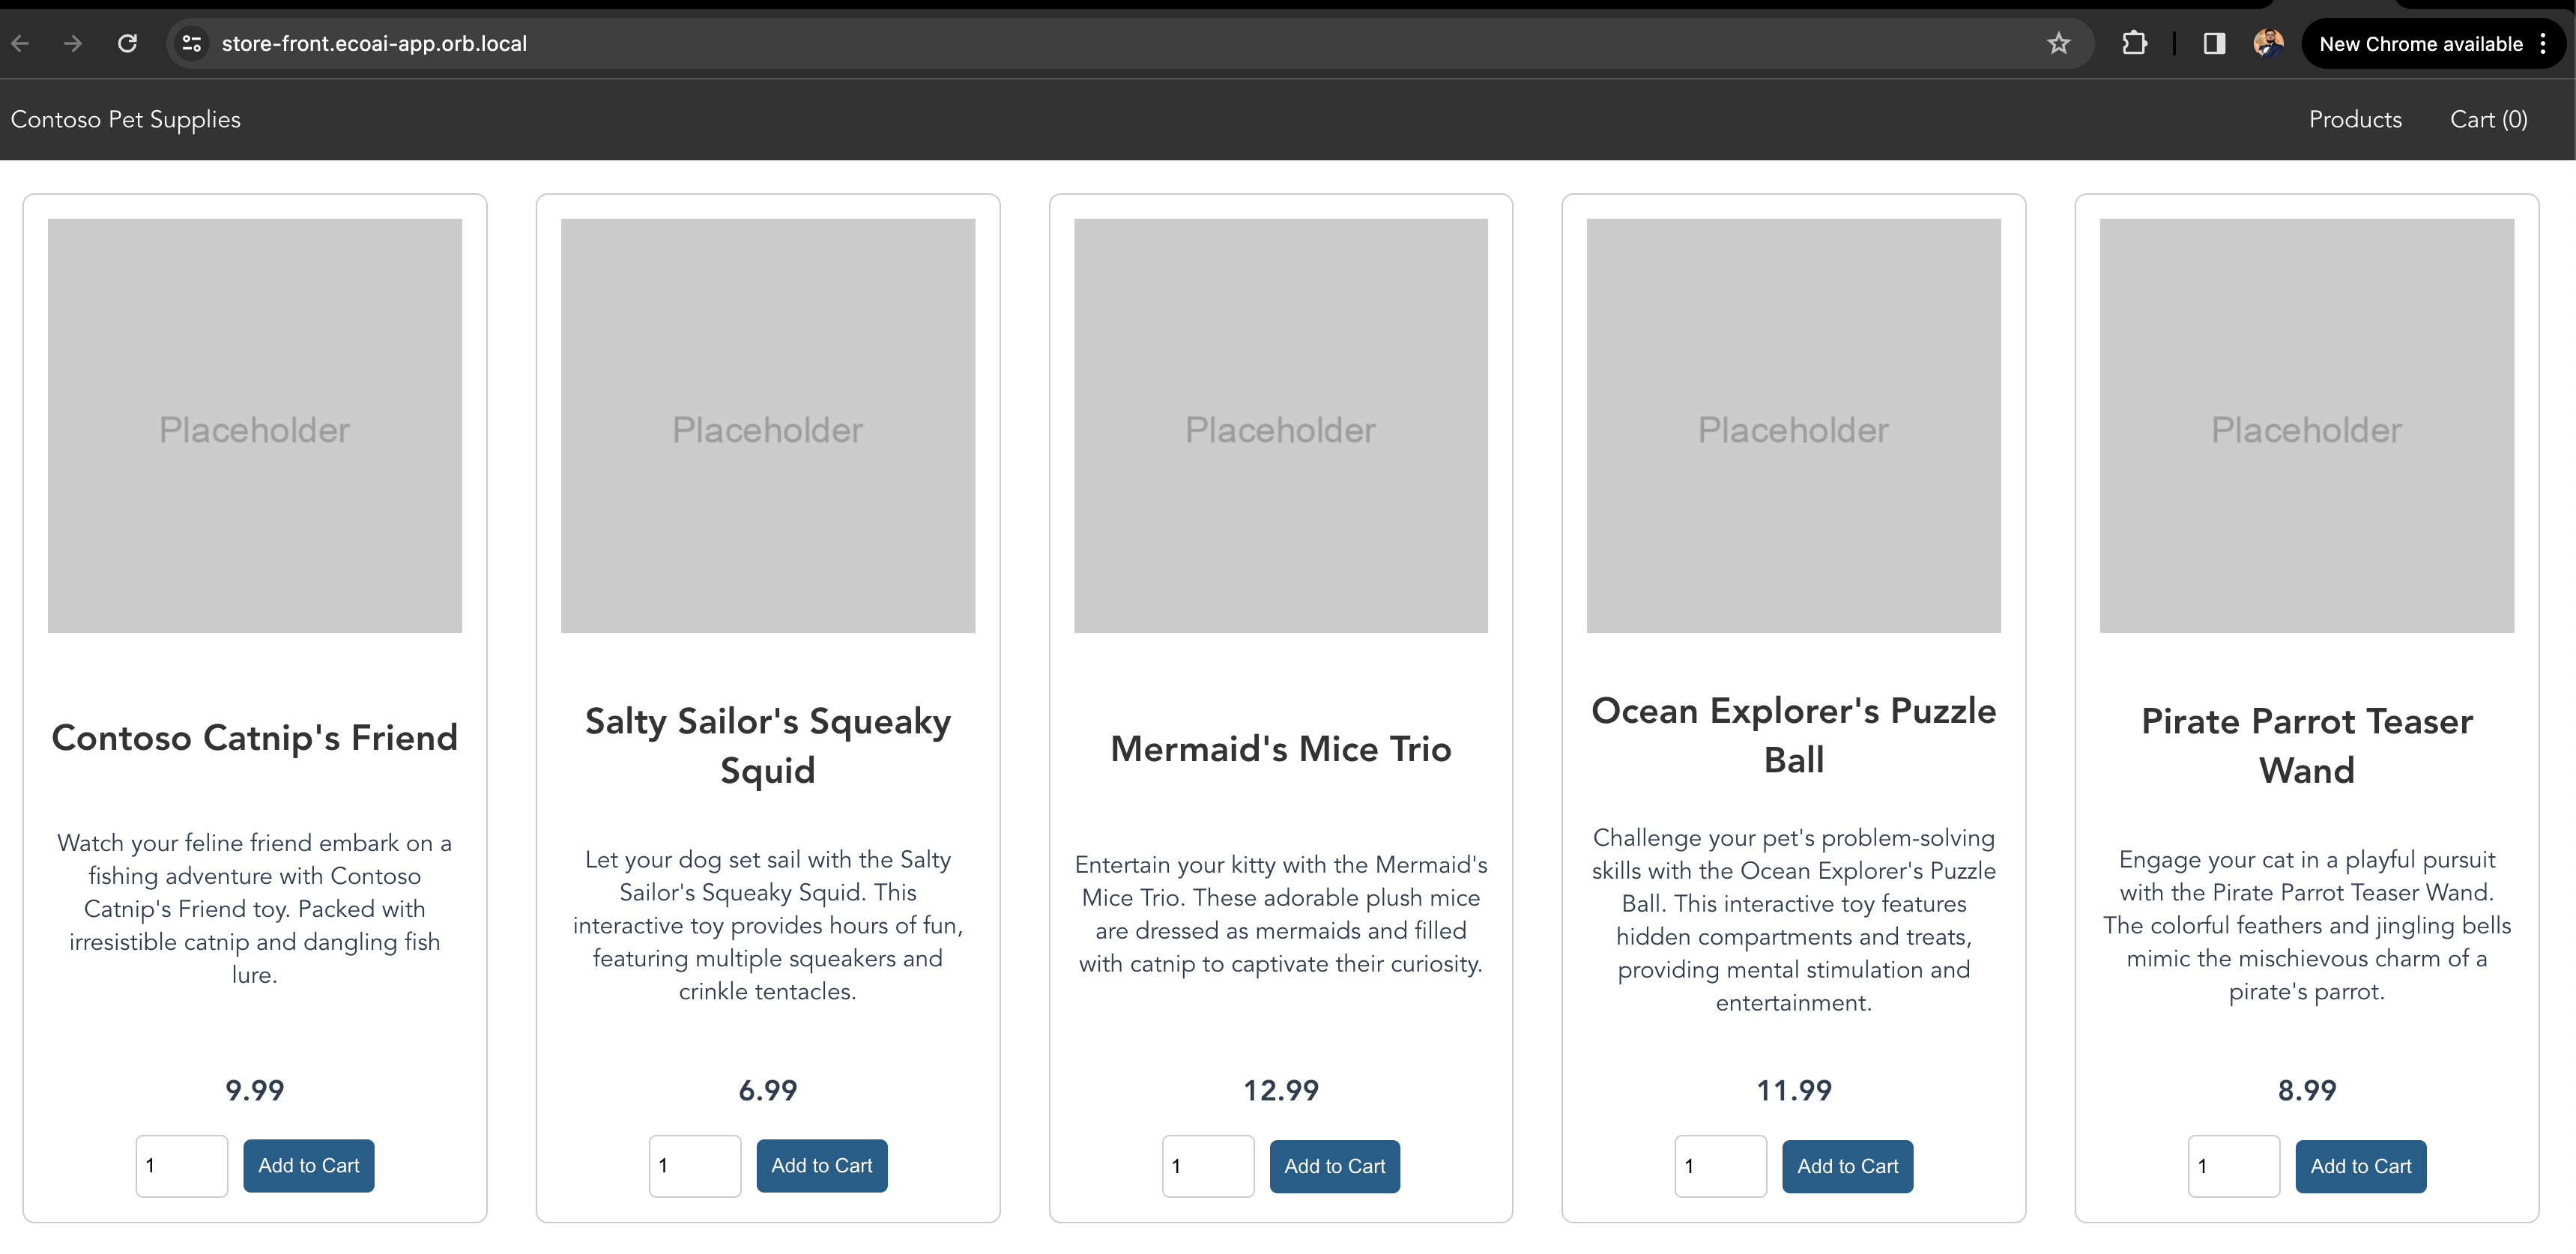 store-front.ecoai-app.orb.local
New Chrome available
Contoso Pet Supplies
Products
Cart (0)
Placeholder
Contoso Catnip's Friend
Watch your feline friend embark on a
fishing adventure with Contoso
Catnip's Friend toy. Packed with
irresistible catnip and dangling fish
lure.
9.99
1
Add to Cart
Placeholder
Salty Sailor's Squeaky
Squid
Let your dog set sail with the Salty
Sailor's Squeaky Squid. This
interactive toy provides hours of fun,
featuring multiple squeakers and
crinkle tentacles.
6.99
1
Add to Cart
Placeholder
Mermaid's Mice Trio
Entertain your kitty with the Mermaid's
Mice Trio. These adorable plush mice
are dressed as mermaids and filled
with catnip to captivate their curiosity.
12.99
1
Add to Cart
Placeholder
Ocean Explorer's Puzzle
Ball
Challenge your pet's problem-solving
skills with the Ocean Explorer's Puzzle
Ball. This interactive toy features
hidden compartments and treats,
providing mental stimulation and
entertainment.
11.99
1
Add to Cart
Placeholder
Pirate Parrot Teaser
Wand
Engage your cat in a playful pursuit
with the Pirate Parrot Teaser Wand.
The colorful feathers and jingling bells
mimic the mischievous charm of a
pirate's parrot.
8.99
1
Add to Cart